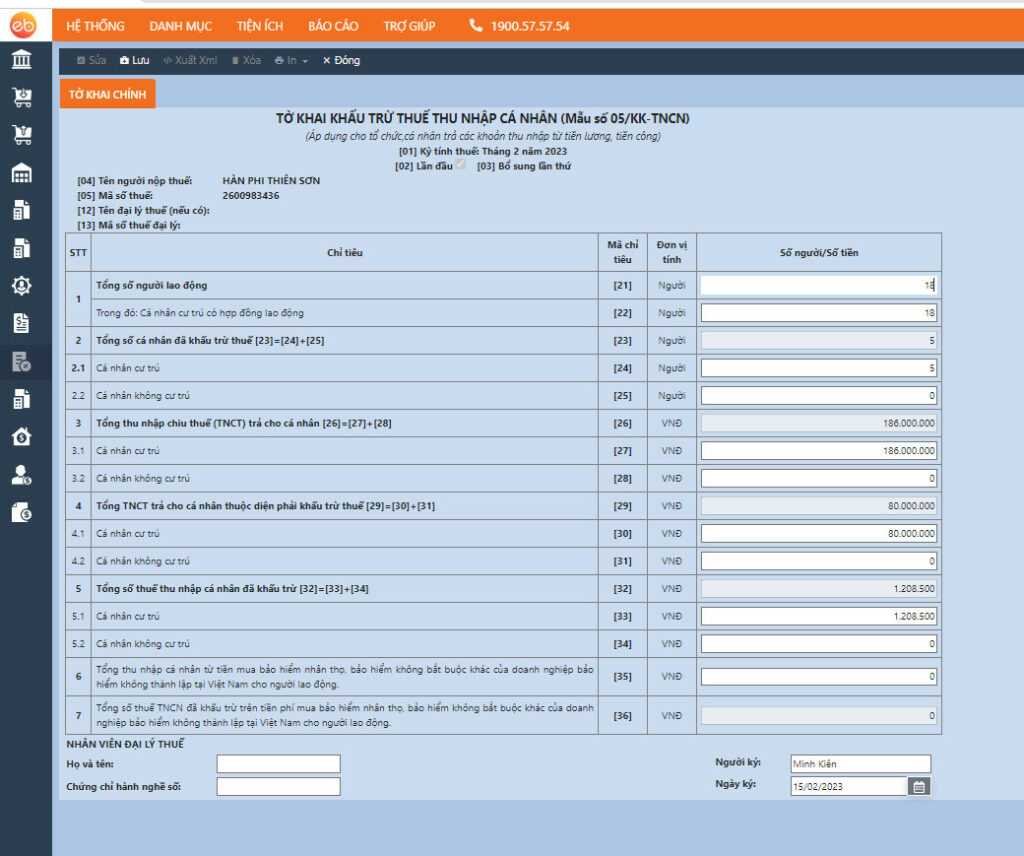 eb
HỆ THỐNG DANH MỤC TIỆN ÍCH BÁO CÁO TRỢ GIÚP 1900.57.57.54
Sửa Lưu Xuất Xml Xóa In Đóng
TỜ KHAI CHÍNH
TỜ KHAI KHẤU TRỪ THUẾ THU NHẬP CÁ NHÂN (Mẫu số 05/KK-TNCN)
(Áp dụng cho tổ chức,cá nhân trả các khoản thu nhập từ tiền lương, tiền công)
[01] Kỳ tính thuế: Tháng 2 năm 2023
[02] Lần đầu [03] Bổ sung lần thứ
[04] Tên người nộp thuế: HÀN PHI THIÊN SƠN
[05] Mã số thuế: 2600983436
[12] Tên đại lý thuế (nếu có):
[13] Mã số thuế đại lý:
STT Chỉ tiêu Mã chỉ tiêu Đơn vị tính Số người/Số tiền
1 Tổng số người lao động [21] Người 18
Trong đó: Cá nhân cư trú có hợp đồng lao động [22] Người 18
2 Tổng số cá nhân đã khấu trừ thuế [23]=[24]+[25] [23] Người 5
2.1 Cá nhân cư trú [24] Người 5
2.2 Cá nhân không cư trú [25] Người 0
3 Tổng thu nhập chiu thuế (TNCT) trả cho cá nhân [26]=[27]+[28] [26] VNĐ 186.000.000
3.1 Cá nhân cư trú [27] VNĐ 186.000.000
3.2 Cá nhân không cư trú [28] VNĐ 0
4 Tổng TNCT trả cho cá nhân thuộc diện phải khấu trừ thuế [29]=[30]+[31] [29] VNĐ 80.000.000
4.1 Cá nhân cư trú [30] VNĐ 80.000.000
4.2 Cá nhân không cư trú [31] VNĐ 0
5 Tổng số thuế thu nhập cá nhân đã khấu trừ [32]=[33]+[34] [32] VNĐ 1.208.500
5.1 Cá nhân cư trú [33] VNĐ 1.208.500
5.2 Cá nhân không cư trú [34] VNĐ 0
6 Tổng thu nhập cá nhân từ tiền mua bảo hiểm nhân thọ, bảo hiểm không bắt buộc khác của doanh nghiệp bảo
hiểm không thành lập tại Việt Nam cho người lao động. [35] VNĐ 0
7 Tổng số thuế TNCN đã khấu trừ trên tiền phí mua bảo hiểm nhân thọ, bảo hiểm không bắt buộc khác của doanh
nghiệp bảo hiểm không thành lập tại Việt Nam cho người lao động. [36] VNĐ 0
NHÂN VIÊN ĐẠI LÝ THUẾ
Họ và tên: Người ký: Minh Kiên
Chứng chỉ hành nghề số: Ngày ký: 15/02/2023